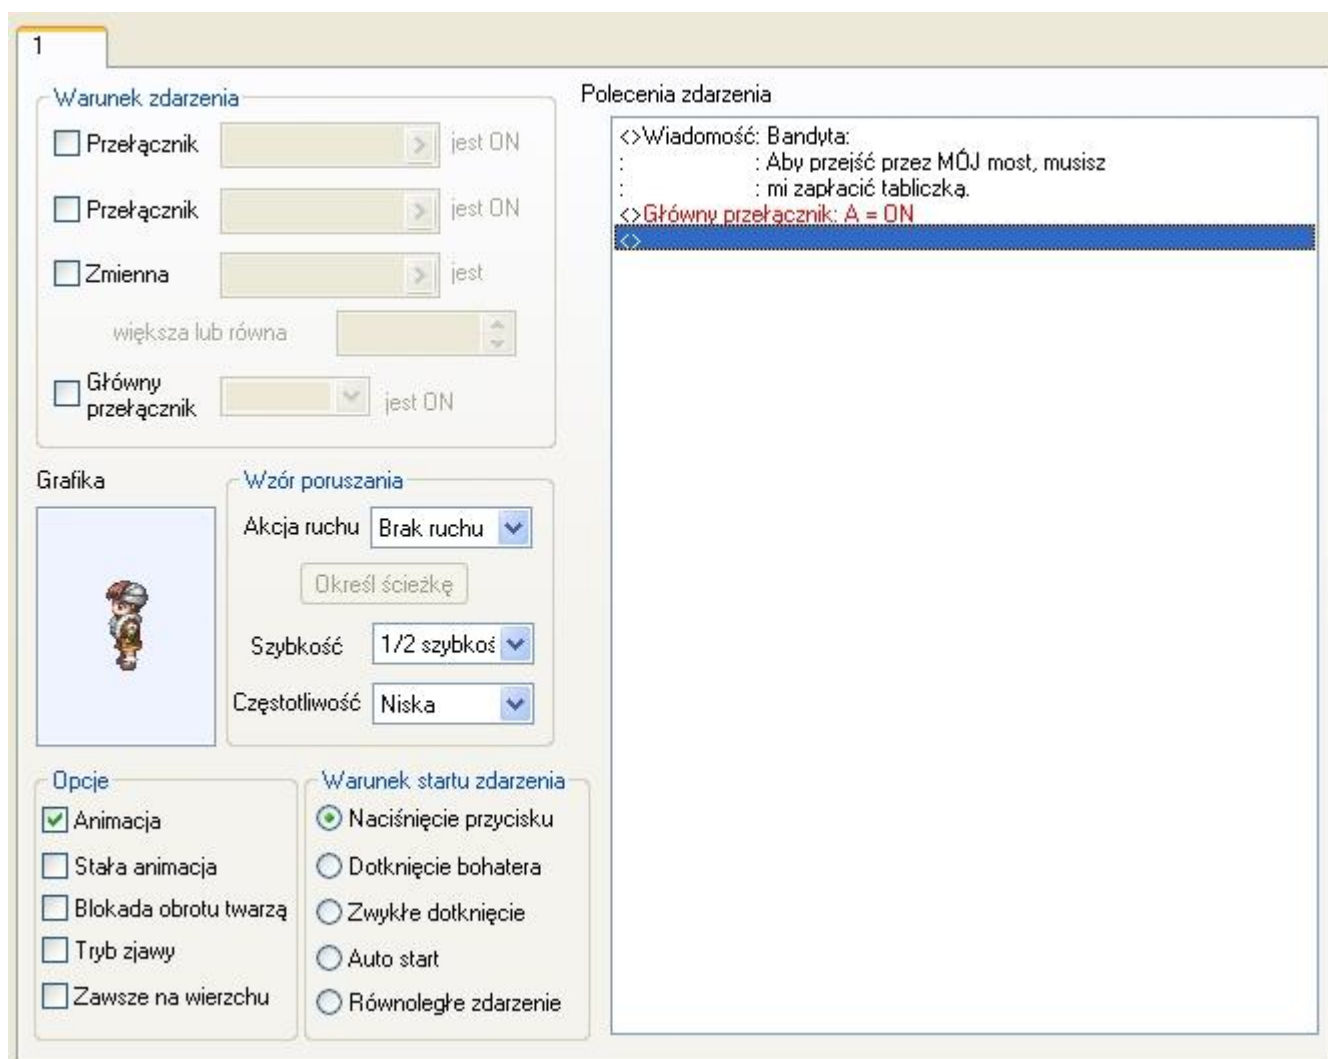 1
Warunek zdarzenia
Przełącznik jest ON
Przełącznik jest ON
Zmienna jest
większa lub równa
Główny
przełącznik jest ON
Grafika
Wzór poruszania
Akcja ruchu Brak ruchu
Określ ścieżkę
Szybkość 1/2 szybkoś
Częstotliwość Niska
Opcje
Animacja
Stała animacja
Blokada obrotu twarzą
Tryb zjawy
Zawsze na wierzchu
Warunek startu zdarzenia
Naciśnięcie przycisku
Dotknięcie bohatera
Zwykłe dotknięcie
Auto start
Równoległe zdarzenie
Polecenia zdarzenia
<>Wiadomość: Bandyta:
: : Aby przejść przez MÓJ most, musisz
: : mi zapłacić tabliczką.
<>Główny przełącznik: A = ON
<>